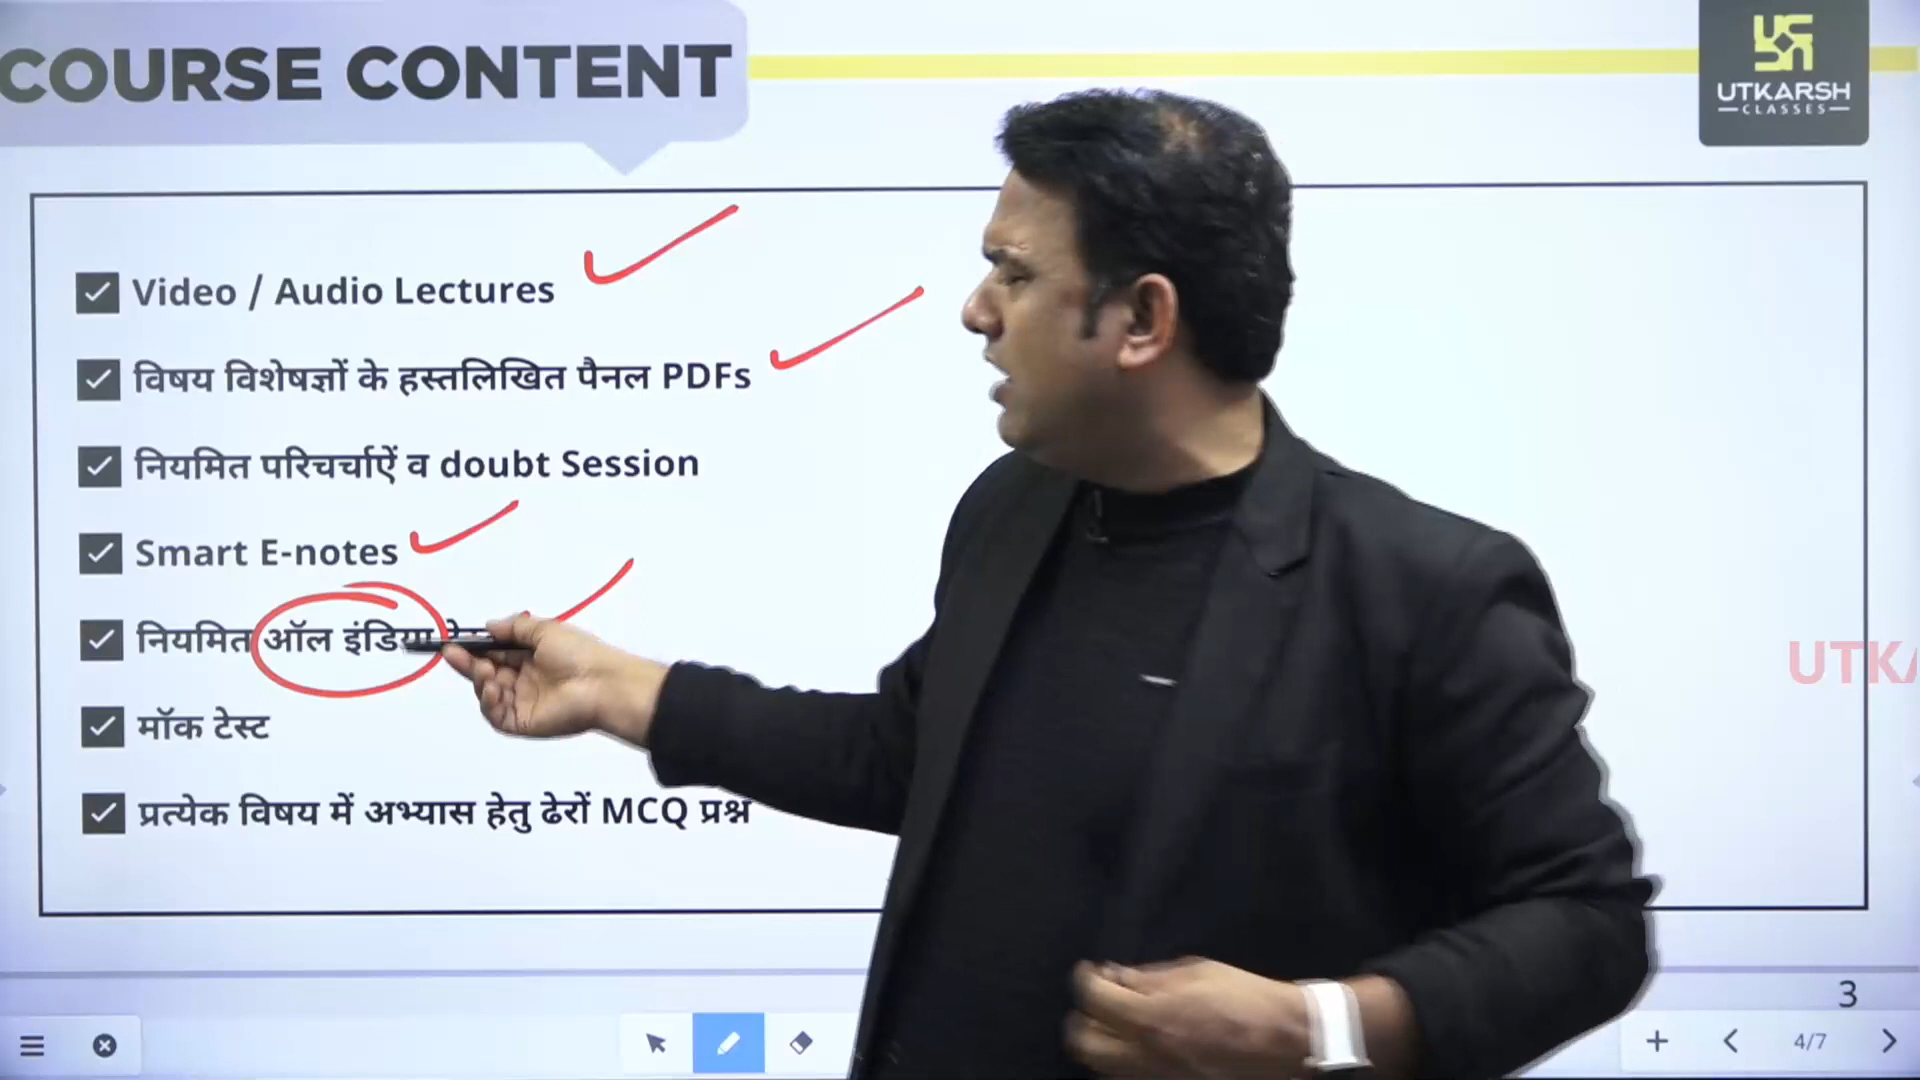 COURSE CONTENT
UTKARSH
CLASSES
Video / Audio Lectures
विषय विशेषज्ञों के हस्तलिखित पैनल PDFs
नियमित परिचर्चाऐं व doubt Session
Smart E-notes
नियमित ऑल इंडिया
मॉक टेस्ट
प्रत्येक विषय में अभ्यास हेतु ढेरों MCQ प्रश्न
UTKA
3
4/7